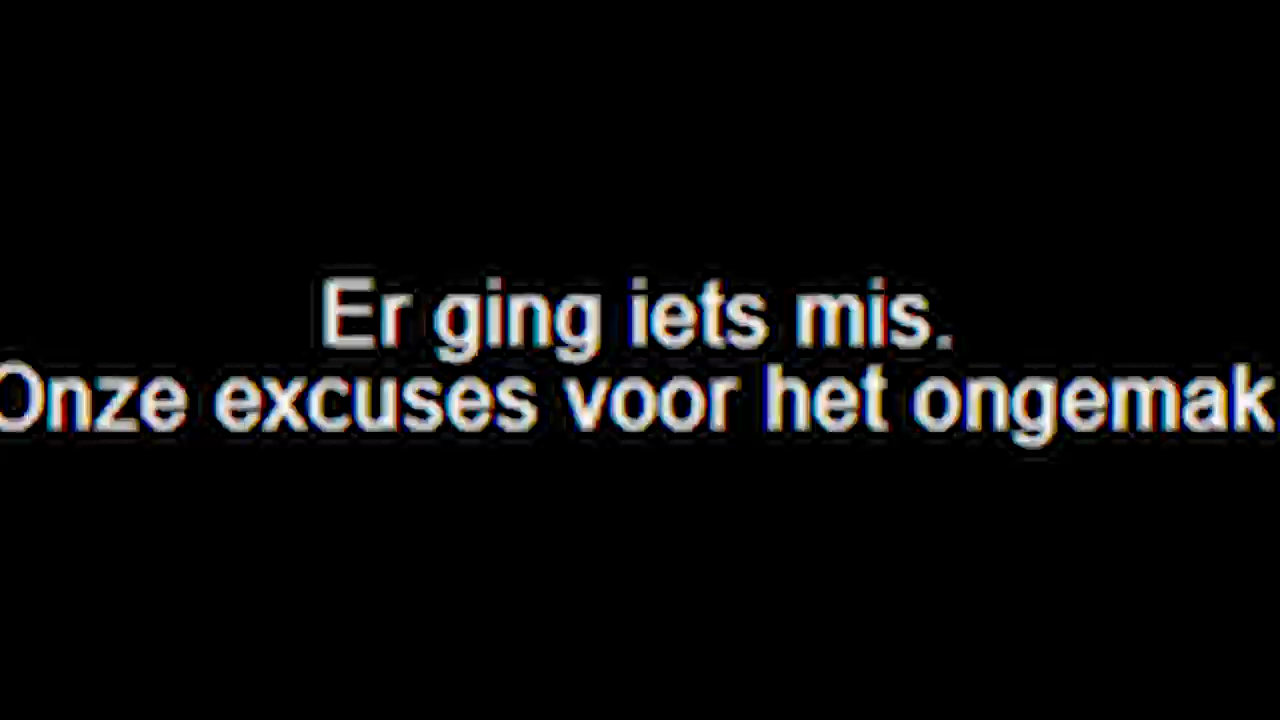 Er ging iets mis.
Onze excuses voor het ongemak.